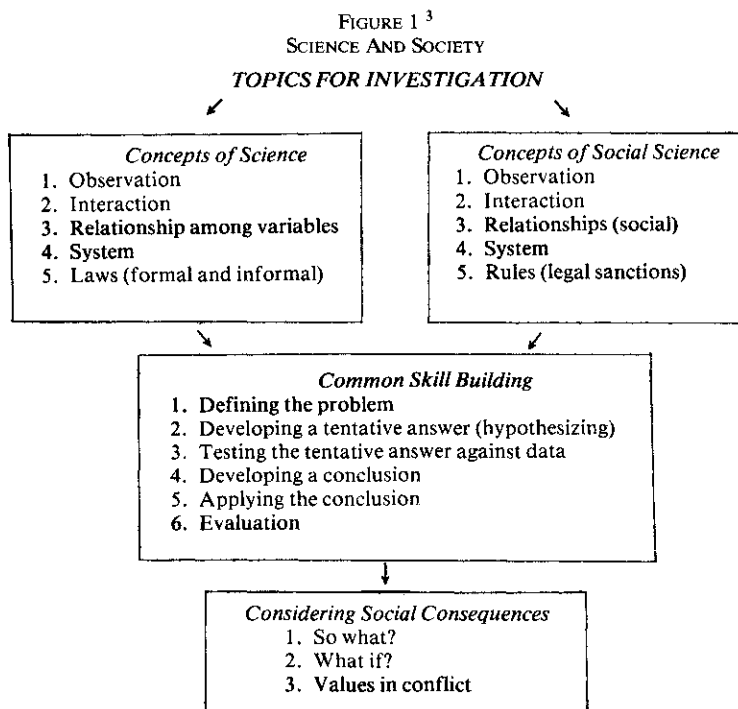 FIGURE 1 3
SCIENCE AND SOCIETY
TOPICS FOR INVESTIGATION
Concepts of Science
1. Observation
2. Interaction
3. Relationship among variables
4. System
5. Laws (formal and informal)
Concepts of Social Science
1. Observation
2. Interaction
3. Relationships (social)
4. System
5. Rules (legal sanctions)
Common Skill Building
1. Defining the problem
2. Developing a tentative answer (hypothesizing)
3. Testing the tentative answer against data
4. Developing a conclusion
5. Applying the conclusion
6. Evaluation
Considering Social Consequences
1. So what?
2. What if?
3. Values in conflict